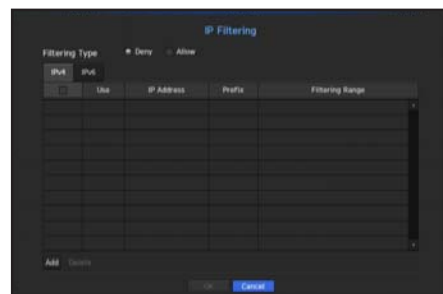 IP Filtering
Filtering Type Deny Allow
IPv4 IPv6
Use IP Address Prefix Filtering Range
Add Delete
OK Cancel